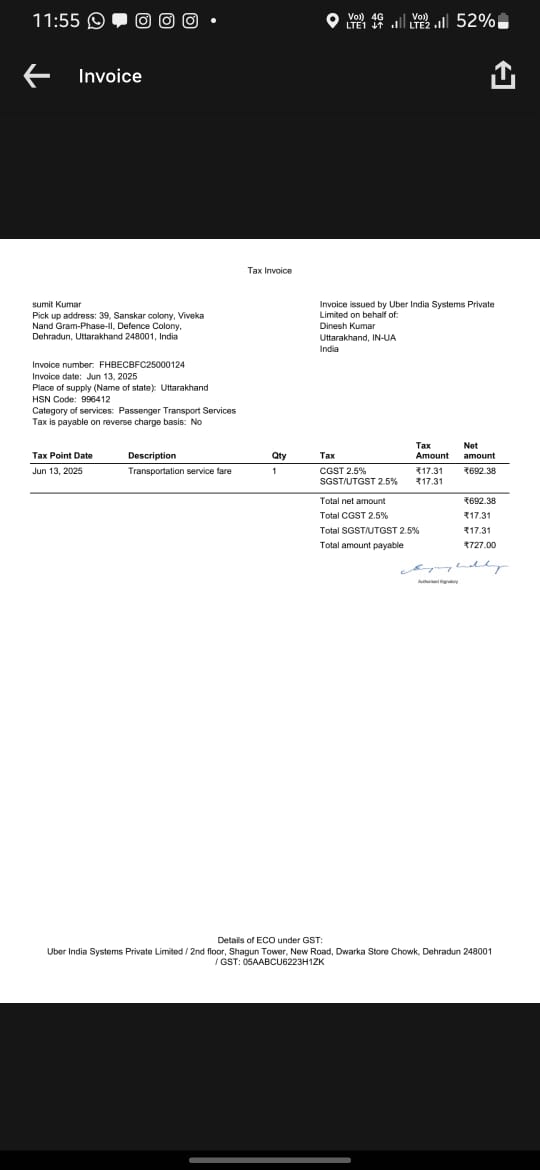 11:55
Vo)) 4G
LTE1 LTE2 52%
Invoice
Tax Invoice
sumit Kumar
Pick up address: 39, Sanskar colony, Viveka
Nand Gram-Phase-II, Defence Colony,
Dehradun, Uttarakhand 248001, India
Invoice issued by Uber India Systems Private
Limited on behalf of:
Dinesh Kumar
Uttarakhand, IN-UA
India
Invoice number: FHBECBFC25000124
Invoice date: Jun 13, 2025
Place of supply (Name of state): Uttarakhand
HSN Code: 996412
Category of services: Passenger Transport Services
Tax is payable on reverse charge basis: No
Tax Point Date Description Qty Tax Tax Amount Net amount
Jun 13, 2025 Transportation service fare 1 CGST 2.5% ₹17.31 ₹692.38
SGST/UTGST 2.5% ₹17.31
Total net amount ₹692.38
Total CGST 2.5% ₹17.31
Total SGST/UTGST 2.5% ₹17.31
Total amount payable ₹727.00
Authorised Signatory
Details of ECO under GST:
Uber India Systems Private Limited / 2nd floor, Shagun Tower, New Road, Dwarka Store Chowk, Dehradun 248001
/ GST: 05AABCU6223H1ZK